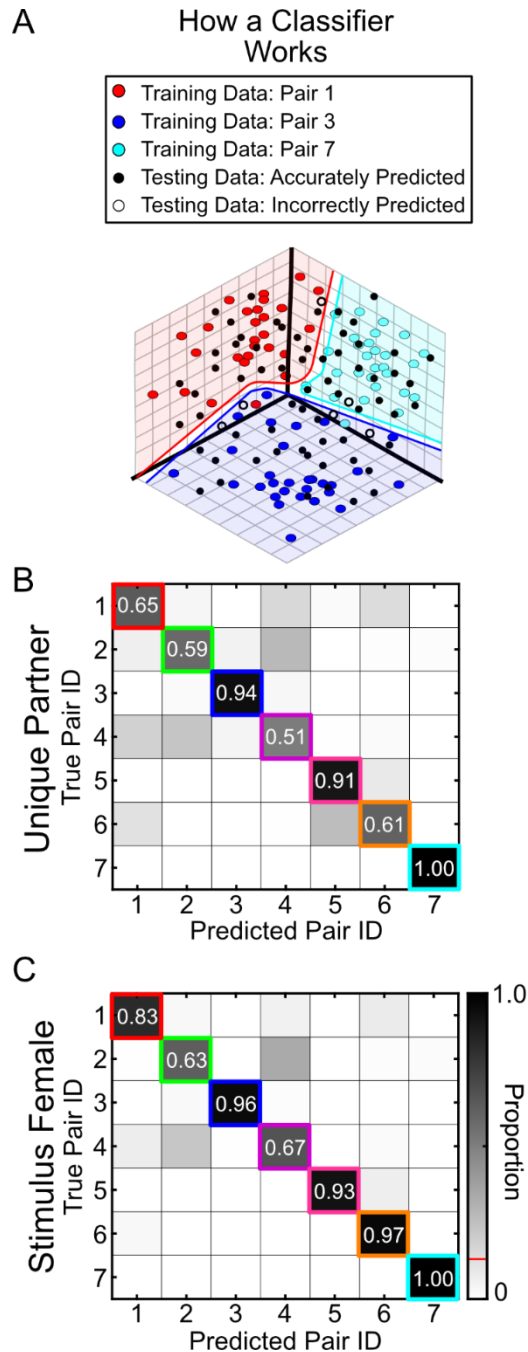 A
How a Classifier
Works
Training Data: Pair 1
Training Data: Pair 3
Training Data: Pair 7
Testing Data: Accurately Predicted
Testing Data: Incorrectly Predicted
B
Unique Partner
True Pair ID
1
2
3
4
5
6
7
0.65
0.59
0.94
0.51
0.91
0.61
1.00
1 2 3 4 5 6 7
Predicted Pair ID
C
Stimulus Female
True Pair ID
1
2
3
4
5
6
7
0.83
0.63
0.96
0.67
0.93
0.97
1.00
1 2 3 4 5 6 7
Predicted Pair ID
1.0
Proportion
0